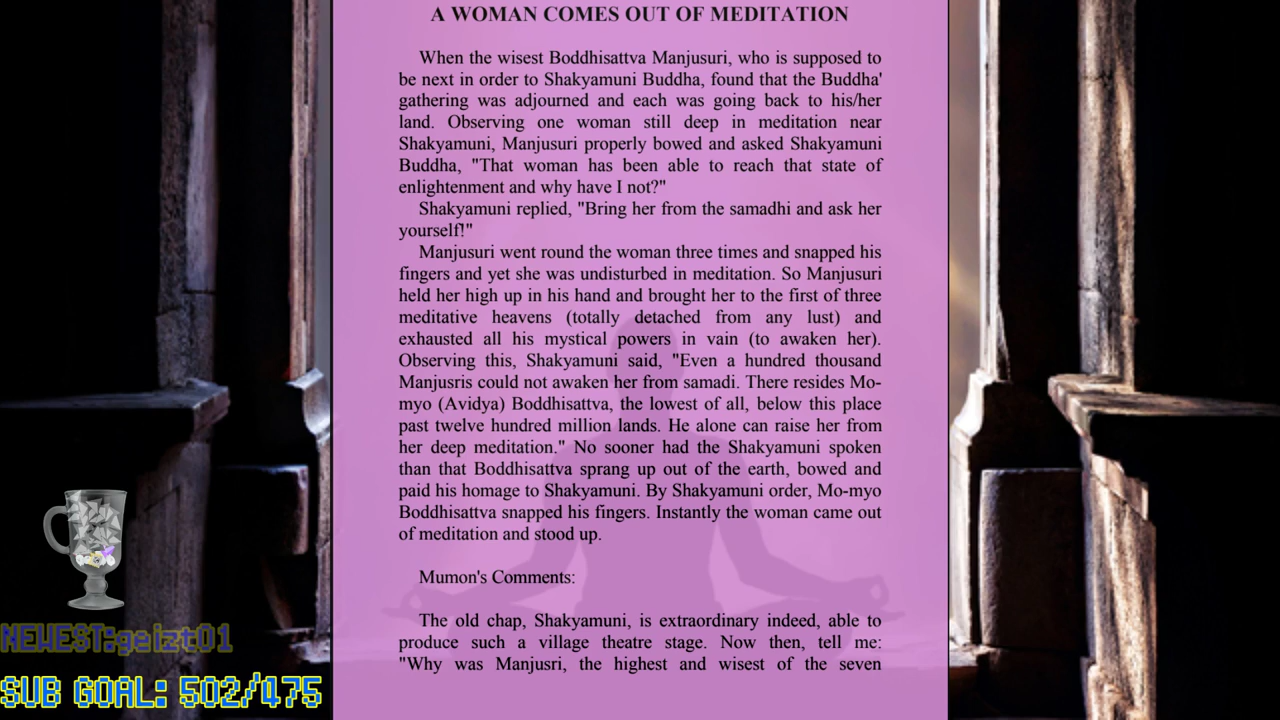 A WOMAN COMES OUT OF MEDITATION
When the wisest Boddhisattva Manjusuri, who is supposed to
be next in order to Shakyamuni Buddha, found that the Buddha'
gathering was adjourned and each was going back to his/her
land. Observing one woman still deep in meditation near
Shakyamuni, Manjusuri properly bowed and asked Shakyamuni
Buddha, "That woman has been able to reach that state of
enlightenment and why have I not?"
Shakyamuni replied, "Bring her from the samadhi and ask her
yourself!"
Manjusuri went round the woman three times and snapped his
fingers and yet she was undisturbed in meditation. So Manjusuri
held her high up in his hand and brought her to the first of three
meditative heavens (totally detached from any lust) and
exhausted all his mystical powers in vain (to awaken her).
Observing this, Shakyamuni said, "Even a hundred thousand
Manjusris could not awaken her from samadi. There resides Mo-
myo (Avidya) Boddhisattva, the lowest of all, below this place
past twelve hundred million lands. He alone can raise her from
her deep meditation." No sooner had the Shakyamuni spoken
than that Boddhisattva sprang up out of the earth, bowed and
paid his homage to Shakyamuni. By Shakyamuni order, Mo-myo
Boddhisattva snapped his fingers. Instantly the woman came out
of meditation and stood up.
Mumon's Comments:
The old chap, Shakyamuni, is extraordinary indeed, able to
produce such a village theatre stage. Now then, tell me:
"Why was Manjusri, the highest and wisest of the seven
NEWEST:geizt01
SUB GOAL: 502/475